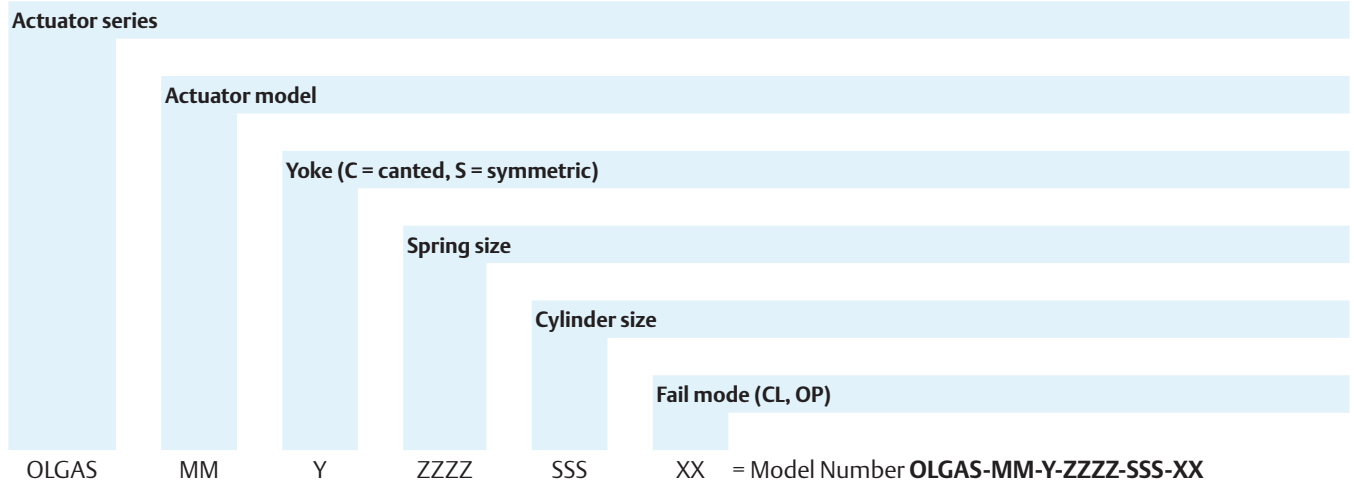 Actuator series
Actuator model
Yoke (C = canted, S = symmetric)
Spring size
Cylinder size
Fail mode (CL, OP)
OLGAS MM Y ZZZZ SSS XX = Model Number OLGAS-MM-Y-ZZZZ-SSS-XX